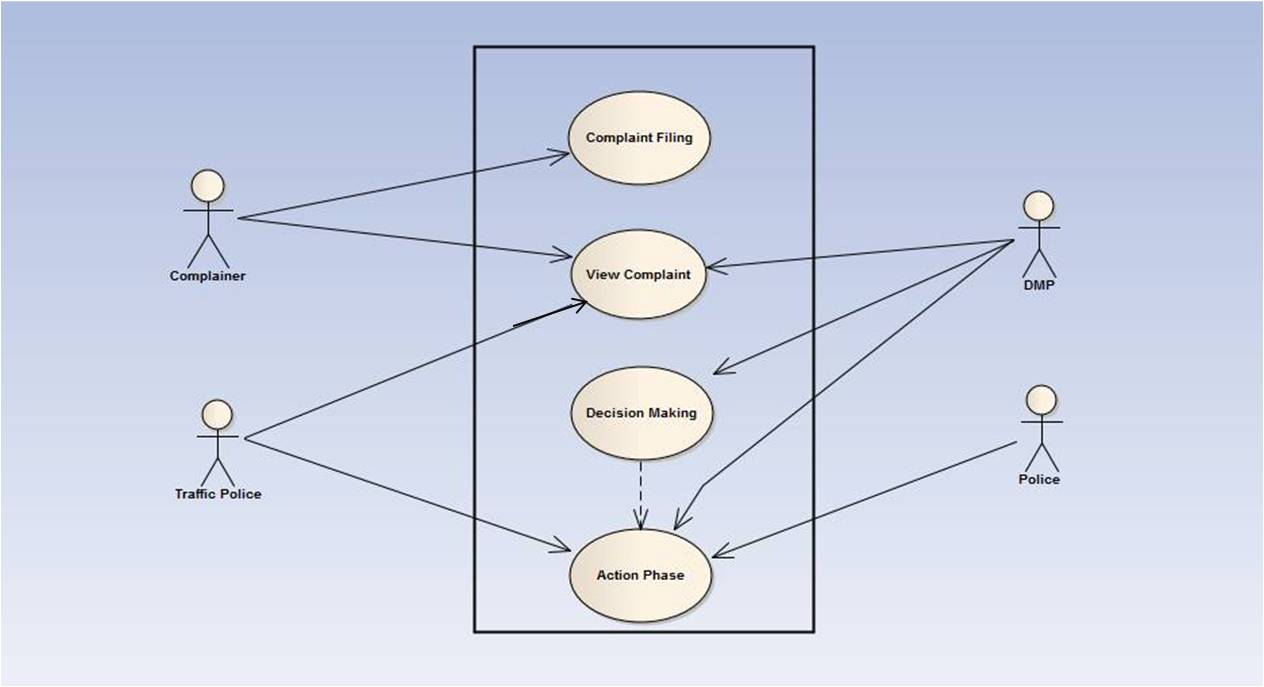 Complaint Filing
Complainer
View Complaint
DMP
Decision Making
Traffic Police
Police
Action Phase